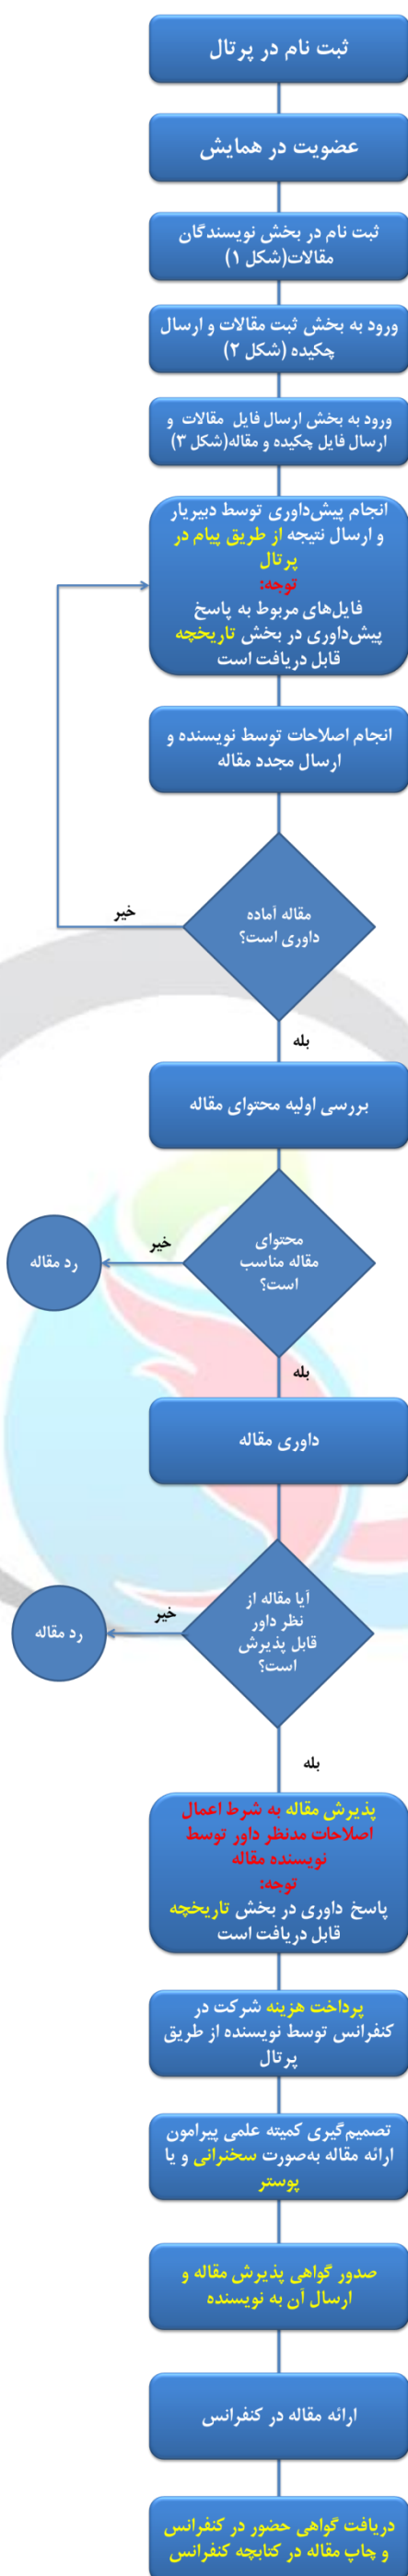 ثبت نام در پرتال
عضویت در همایش
ثبت نام در بخش نویسندگان
مقالات(شکل ۱)
ورود به بخش ثبت مقالات و ارسال
چکیده (شکل ۲)
ورود به بخش ارسال فایل مقالات و
ارسال فایل چکیده و مقاله(شکل ۳)
انجام پیش‌داوری توسط دبیریار
و ارسال نتیجه از طریق پیام در
پرتال
توجه:
فایل‌های مربوط به پاسخ
پیش‌داوری در بخش تاریخچه
قابل دریافت است
انجام اصلاحات توسط نویسنده و
ارسال مجدد مقاله
مقاله آماده
داوری است؟
خیر
بله
بررسی اولیه محتوای مقاله
محتوای
مقاله مناسب
است؟
خیر
رد مقاله
بله
داوری مقاله
آیا مقاله از
نظر داور
قابل پذیرش
است؟
خیر
رد مقاله
بله
پذیرش مقاله به شرط اعمال
اصلاحات مدنظر داور توسط
نویسنده مقاله
توجه:
پاسخ داوری در بخش تاریخچه
قابل دریافت است
پرداخت هزینه شرکت در
کنفرانس توسط نویسنده از طریق
پرتال
تصمیم‌گیری کمیته علمی پیرامون
ارائه مقاله به‌صورت سخنرانی و یا
پوستر
صدور گواهی پذیرش مقاله و
ارسال آن به نویسنده
ارائه مقاله در کنفرانس
دریافت گواهی حضور در کنفرانس
و چاپ مقاله در کتابچه کنفرانس